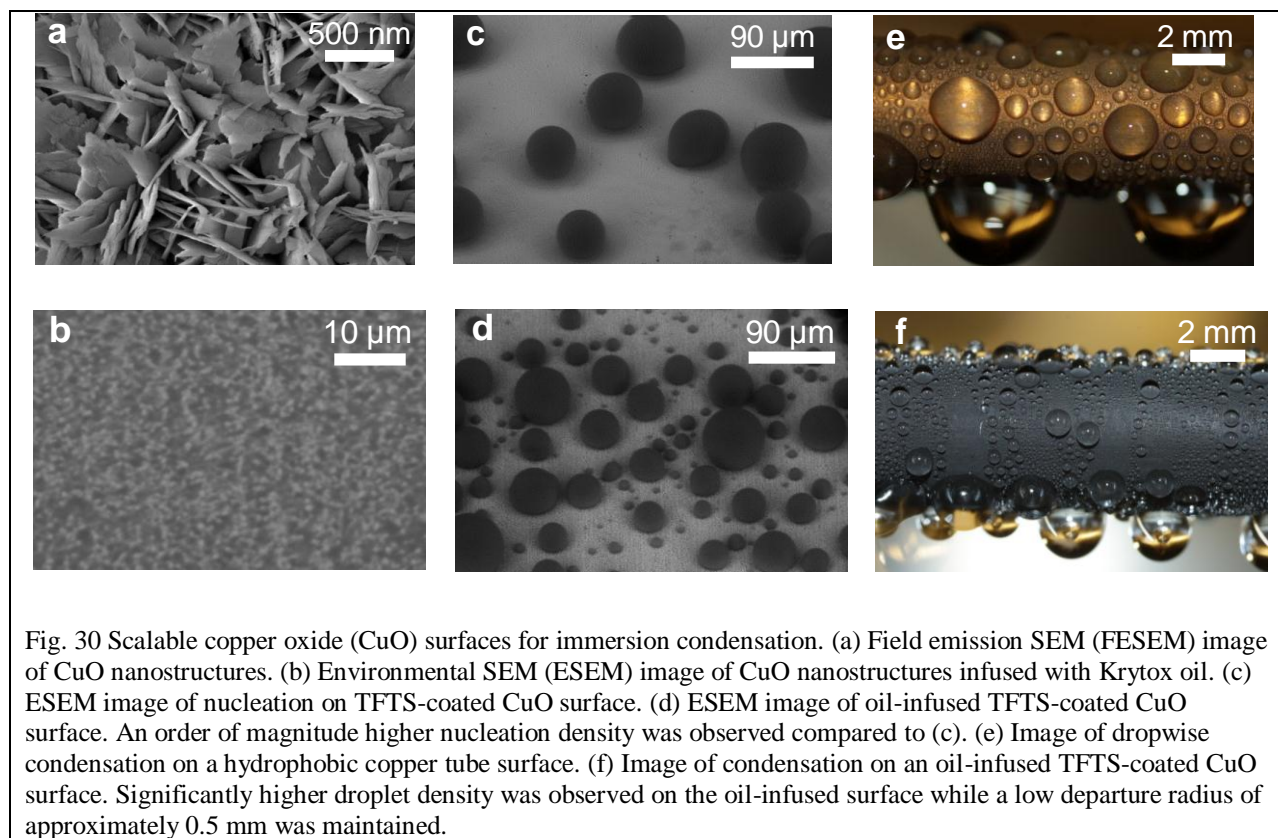 a
500 nm
c
90 µm
e
2 mm
b
10 µm
d
90 µm
f
2 mm
Fig. 30 Scalable copper oxide (CuO) surfaces for immersion condensation. (a) Field emission SEM (FESEM) image
of CuO nanostructures. (b) Environmental SEM (ESEM) image of CuO nanostructures infused with Krytox oil. (c)
ESEM image of nucleation on TFTS-coated CuO surface. (d) ESEM image of oil-infused TFTS-coated CuO
surface. An order of magnitude higher nucleation density was observed compared to (c). (e) Image of dropwise
condensation on a hydrophobic copper tube surface. (f) Image of condensation on an oil-infused TFTS-coated CuO
surface. Significantly higher droplet density was observed on the oil-infused surface while a low departure radius of
approximately 0.5 mm was maintained.